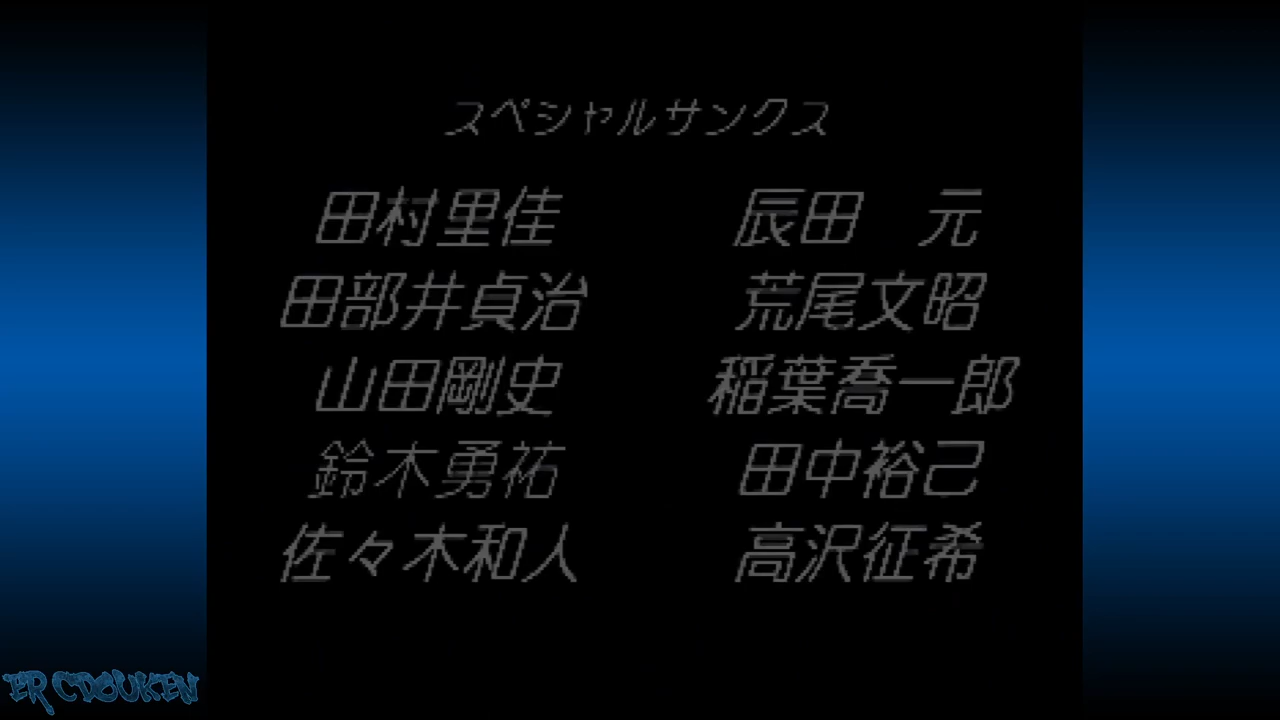 スペシャルサンクス
田村里佳 辰田 元
田部井貞治 荒尾文昭
山田剛史 稲葉喬一郎
鈴木勇祐 田中裕己
佐々木和人 高沢征希
ER CDOUKEN